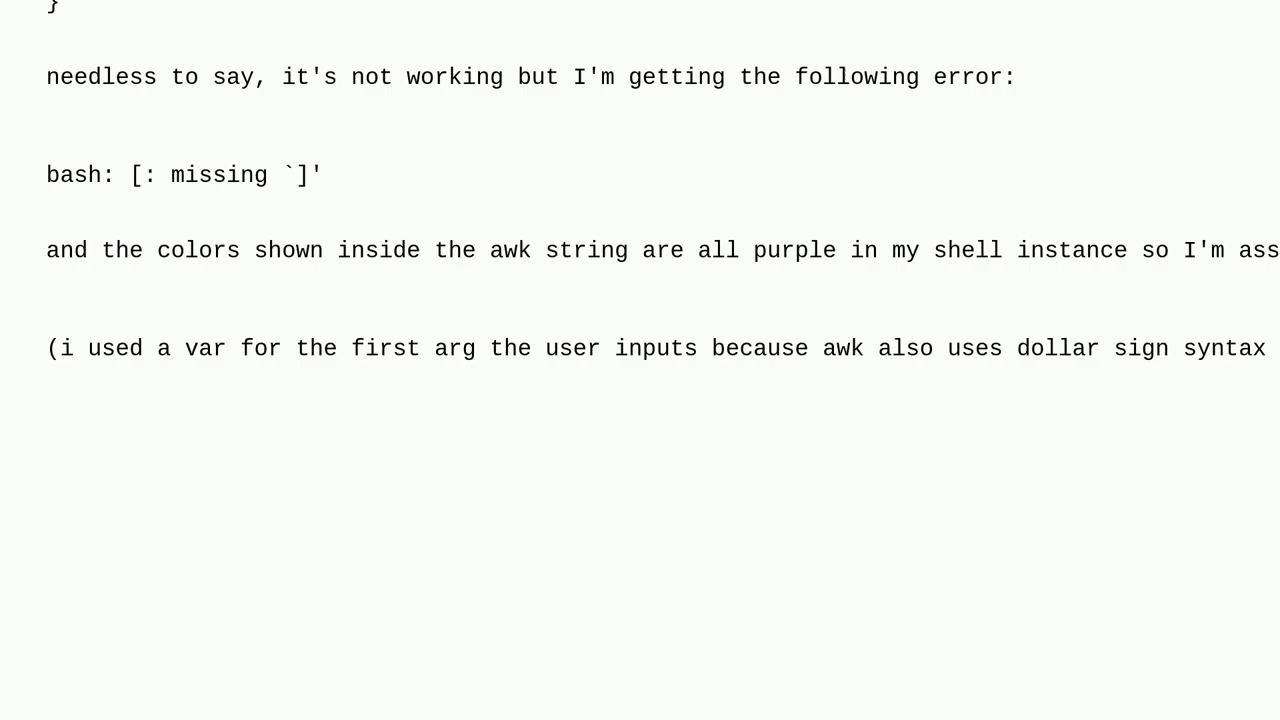 }
needless to say, it's not working but I'm getting the following error:
bash: [: missing `]'
and the colors shown inside the awk string are all purple in my shell instance so I'm ass
(i used a var for the first arg the user inputs because awk also uses dollar sign syntax